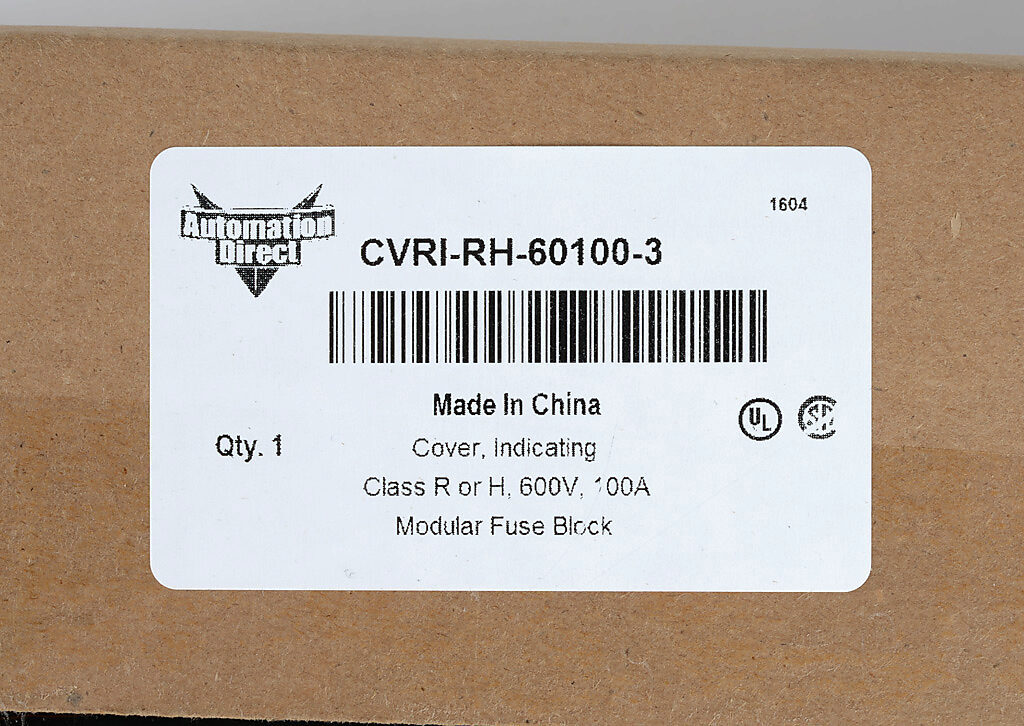 1604
Automation
Direct
CVRI-RH-60100-3
Made In China
UL
Qty. 1
Cover, Indicating
Class R or H, 600V, 100A
Modular Fuse Block